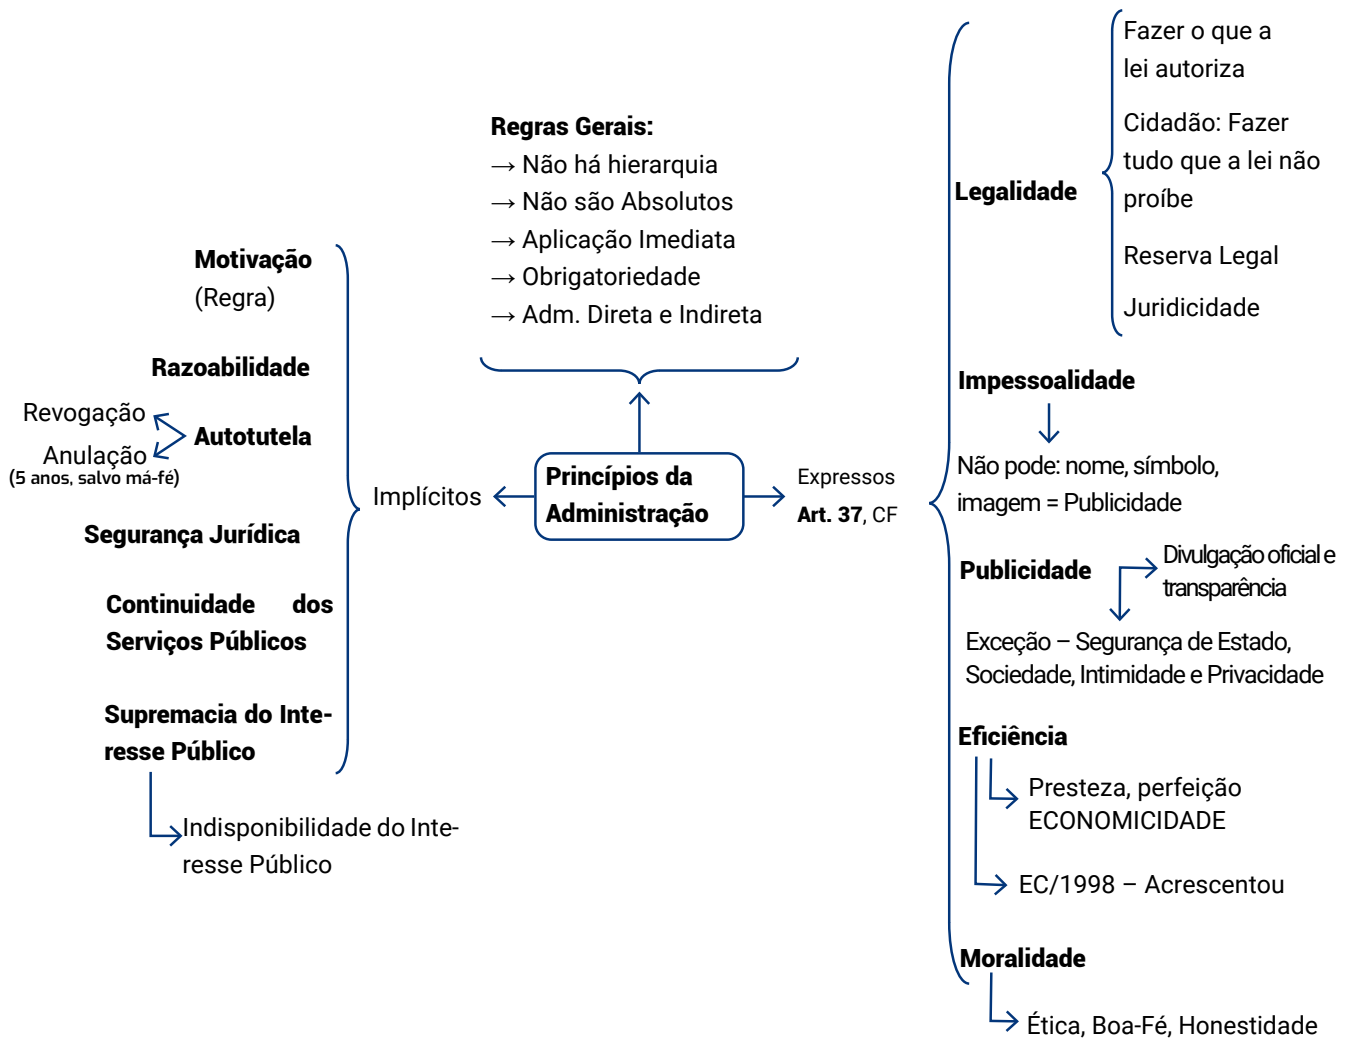 Princípios da
Administração
Regras Gerais:
→ Não há hierarquia
→ Não são Absolutos
→ Aplicação Imediata
→ Obrigatoriedade
→ Adm. Direta e Indireta
Implícitos
Motivação
(Regra)
Razoabilidade
Autotutela
Revogação
Anulação
(5 anos, salvo má-fé)
Segurança Jurídica
Continuidade dos
Serviços Públicos
Supremacia do Inte-
resse Público
Indisponibilidade do Inte-
resse Público
Expressos
Art. 37, CF
Legalidade
Fazer o que a
lei autoriza
Cidadão: Fazer
tudo que a lei não
proíbe
Reserva Legal
Juridicidade
Impessoalidade
Não pode: nome, símbolo,
imagem = Publicidade
Publicidade
Divulgação oficial e
transparência
Exceção – Segurança de Estado,
Sociedade, Intimidade e Privacidade
Eficiência
Presteza, perfeição
ECONOMICIDADE
EC/1998 – Acrescentou
Moralidade
Ética, Boa-Fé, Honestidade